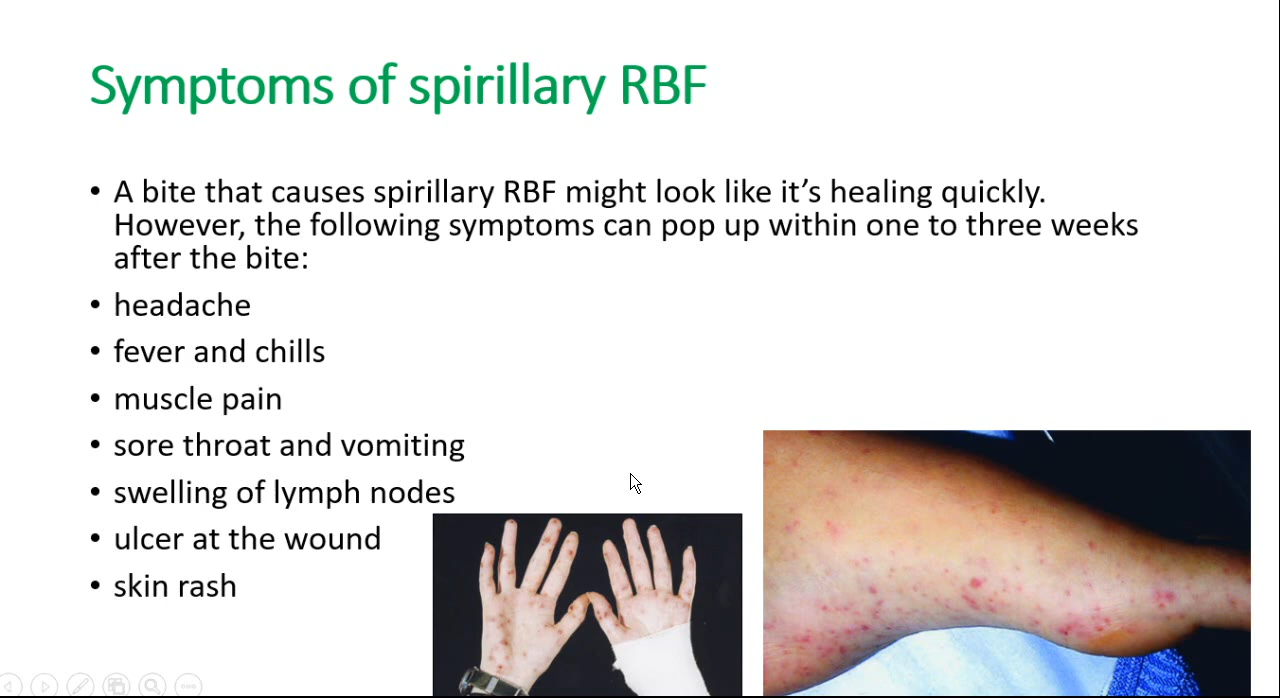 Symptoms of spirillary RBF
• A bite that causes spirillary RBF might look like it’s healing quickly.
However, the following symptoms can pop up within one to three weeks
after the bite:
• headache
• fever and chills
• muscle pain
• sore throat and vomiting
• swelling of lymph nodes
• ulcer at the wound
• skin rash